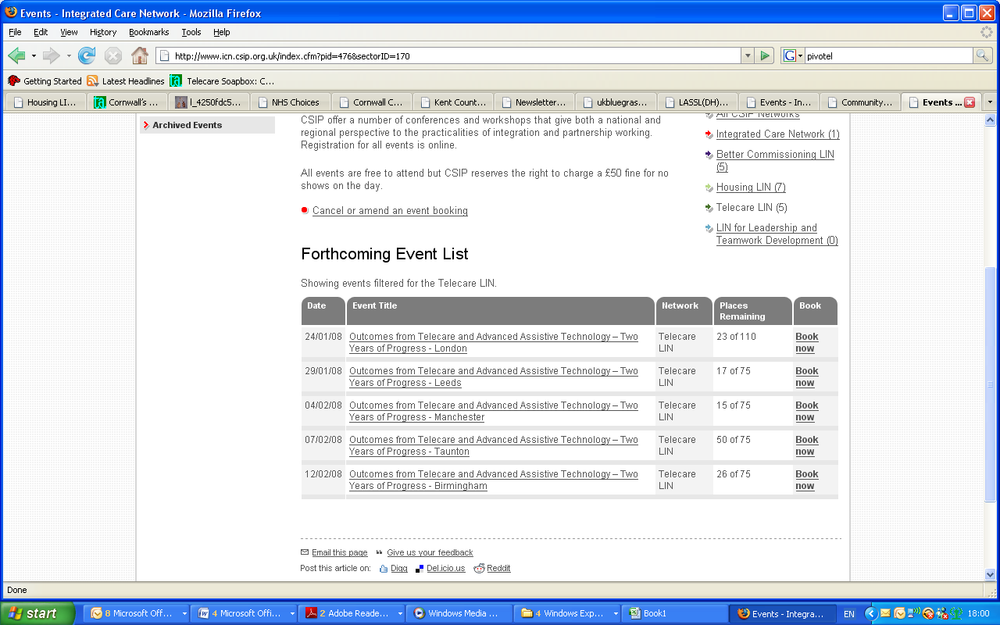 Events - Integrated Care Network - Mozilla Firefox
File Edit View History Bookmarks Tools Help
http://www.icn.csip.org.uk/index.cfm?pid=476&sectorID=170
G pivotel
Getting Started Latest Headlines Telecare Soapbox: C...
Housing LI... Cornwall's ... l_4250fdc5... NHS Choices Cornwall C... Kent Count... Newsletter... ukbluegras... LASSL(DH)... Events - In... Community... Events ...
Archived Events
CSIP offer a number of conferences and workshops that give both a national and
regional perspective to the practicalities of integration and partnership working.
Registration for all events is online.
All events are free to attend but CSIP reserves the right to charge a £50 fine for no
shows on the day.
Cancel or amend an event booking
All CSIP Networks
Integrated Care Network (1)
Better Commissioning LIN
(5)
Housing LIN (7)
Telecare LIN (5)
LIN for Leadership and
Teamwork Development (0)
Forthcoming Event List
Showing events filtered for the Telecare LIN.
Date Event Title Network Places Book
Remaining
24/01/08 Outcomes from Telecare and Advanced Assistive Technology – Two Telecare 23 of 110 Book
Years of Progress - London LIN now
29/01/08 Outcomes from Telecare and Advanced Assistive Technology – Two Telecare 17 of 75 Book
Years of Progress - Leeds LIN now
04/02/08 Outcomes from Telecare and Advanced Assistive Technology – Two Telecare 15 of 75 Book
Years of Progress - Manchester LIN now
07/02/08 Outcomes from Telecare and Advanced Assistive Technology – Two Telecare 50 of 75 Book
Years of Progress - Taunton LIN now
12/02/08 Outcomes from Telecare and Advanced Assistive Technology – Two Telecare 26 of 75 Book
Years of Progress - Birmingham LIN now
Email this page Give us your feedback
Post this article on: Digg Del.icio.us Reddit
Done
start 8 Microsoft Off... 4 Microsoft Offi... 2 Adobe Reade... Windows Media ... 4 Windows Exp... Book1 Events - Integra... EN 18:00